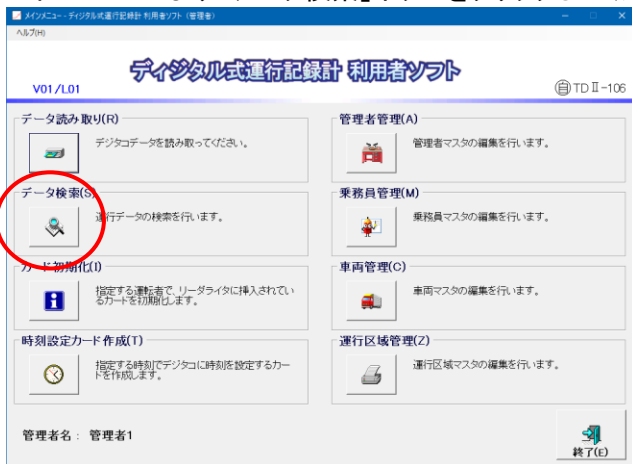 メインメニュー - ディジタル式運行記録計 利用者ソフト (管理者)
ヘルプ(H)
ディジタル式運行記録計 利用者ソフト
V01/L01
自 TDⅡ-106
データ読み取り(R)
デジタコデータを読み取ってください。
管理者管理(A)
管理者マスタの編集を行います。
データ検索(S)
運行データの検索を行います。
乗務員管理(M)
乗務員マスタの編集を行います。
カード初期化(I)
指定する運転者で、リーダライタに挿入されてい
るカードを初期化します。
車両管理(C)
車両マスタの編集を行います。
時刻設定カード作成(T)
指定する時刻でデジタコに時刻を設定するカー
ドを作成します。
運行区域管理(Z)
運行区域マスタの編集を行います。
管理者名 : 管理者1
終了(E)